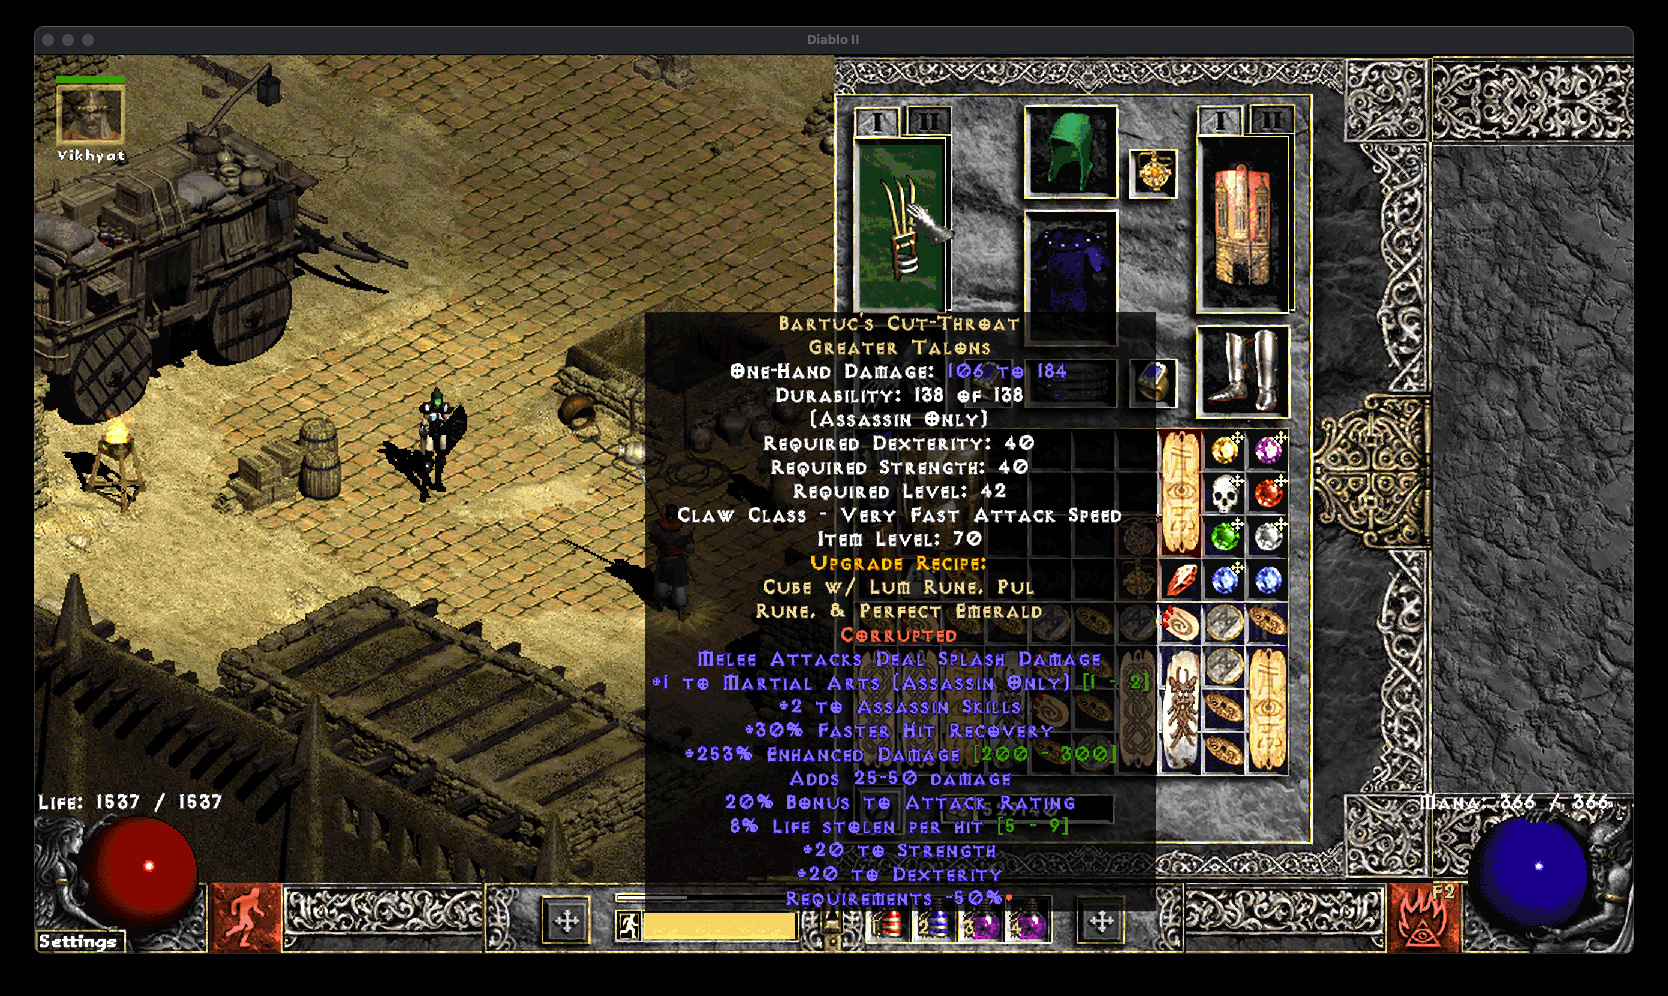 Diablo II
Vikhyat
I II
I II
Bartuc's Cut-Throat
Greater Talons
One-Hand Damage: 106 to 184
Durability: 138 of 138
(Assassin Only)
Required Dexterity: 40
Required Strength: 40
Required Level: 42
Claw Class - Very Fast Attack Speed
Item Level: 70
Upgrade Recipe:
Cube w/ Lum Rune, Pul
Rune, & Perfect Emerald
Corrupted
Melee Attacks Deal Splash Damage
+1 to Martial Arts (Assassin Only) [1 - 2]
+2 to Assassin Skills
+30% Faster Hit Recovery
+253% Enhanced Damage [200 - 300]
Adds 25-50 damage
20% Bonus to Attack Rating
8% Life stolen per hit [5 - 9]
+20 to Strength
+20 to Dexterity
Requirements -50%
Life: 1537 / 1537
Mana: 366 / 366
F2
Settings
2 3 4